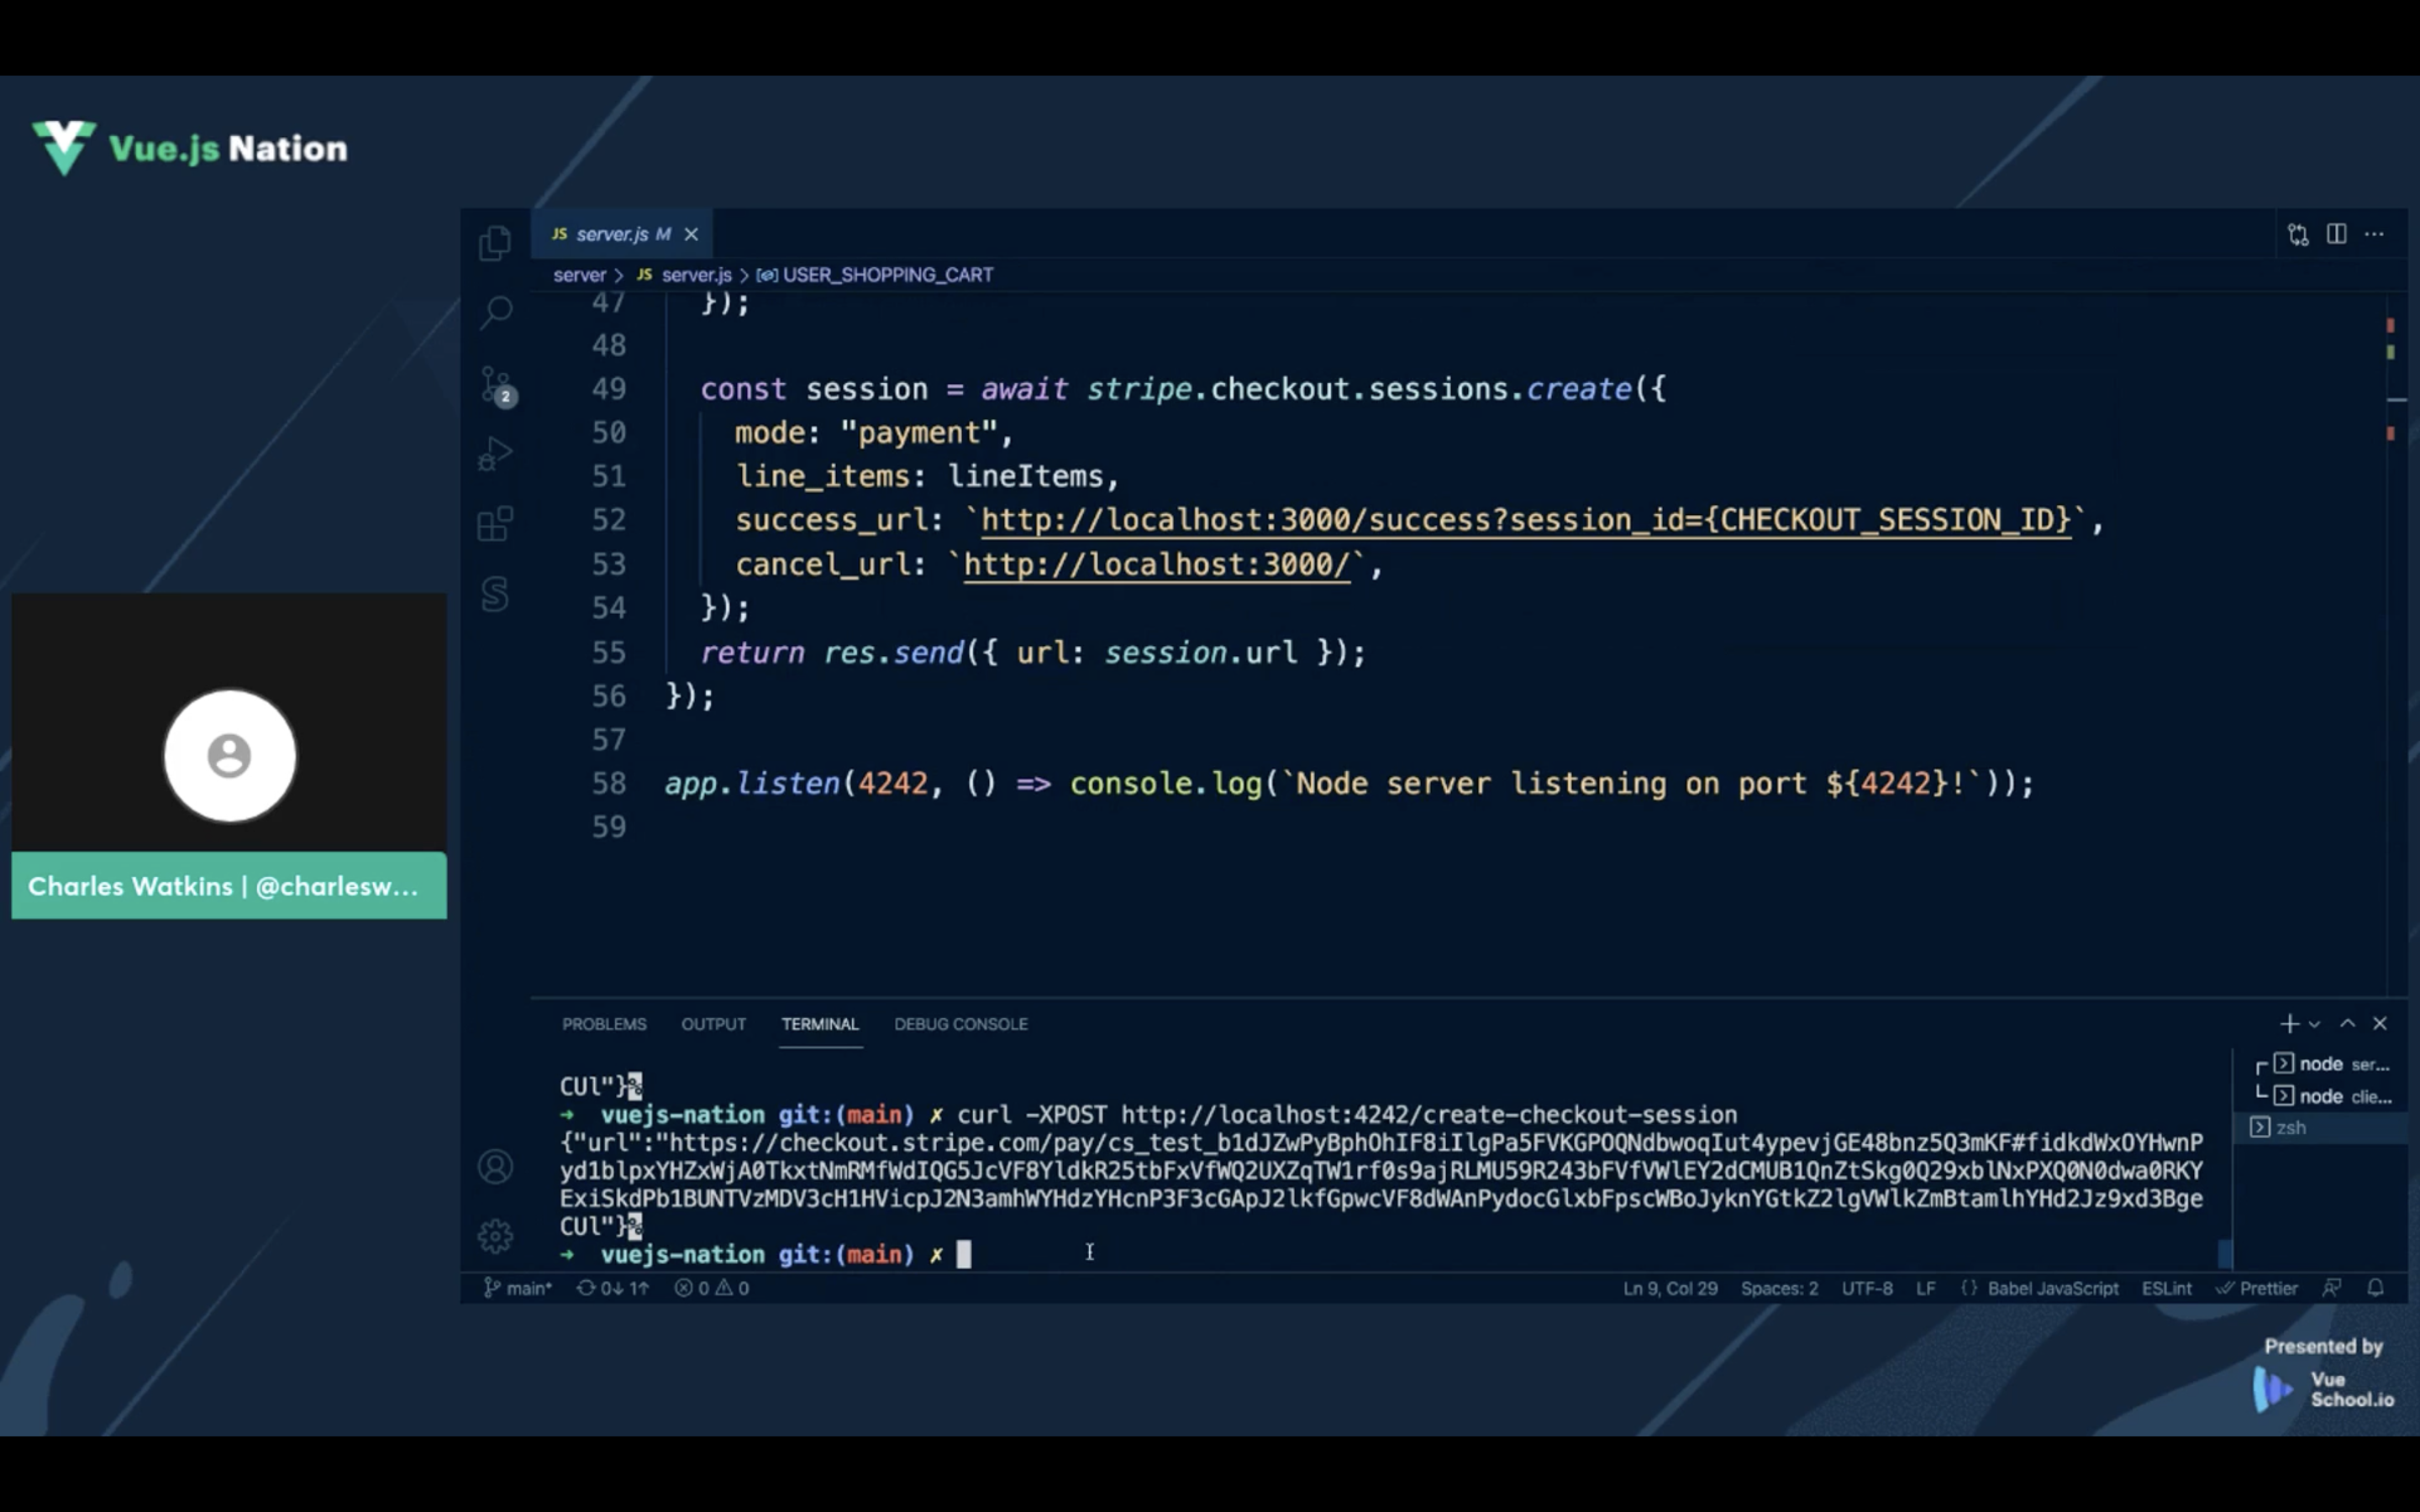 Vue.js Nation
JS server.js M
server > JS server.js > USER_SHOPPING_CART
47 });
48
49 const session = await stripe.checkout.sessions.create({
50 mode: "payment",
51 line_items: lineItems,
52 success_url: `http://localhost:3000/success?session_id={CHECKOUT_SESSION_ID}`,
53 cancel_url: `http://localhost:3000/`,
54 });
55 return res.send({ url: session.url });
56 });
57
58 app.listen(4242, () => console.log(`Node server listening on port ${4242}!`));
59
2
Charles Watkins | @charlesw...
PROBLEMS OUTPUT TERMINAL DEBUG CONSOLE
CUl"}%
→ vuejs-nation git:(main) ✗ curl -XPOST http://localhost:4242/create-checkout-session
{"url":"https://checkout.stripe.com/pay/cs_test_b1dJZwPyBphOhIF8iIlgPa5FVKGPOQNdbwoqIut4ypevjGE48bnz5Q3mKF#fidkdWxOYHwnP
yd1blpxYHZxWjA0TkxtNmRMfWdIQG5JcVF8YldkR25tbFxVfWQ2UXZqTW1rf0s9ajRLMU59R243bFVfVWlEY2dCMUB1QnZtSkg0Q29xblNxPXQ0N0dwa0RKY
ExiSkdPb1BUNTVzMDV3cH1HVicpJ2N3amhWYHdzYHcnP3F3cGApJ2lkfGpwcVF8dWAnPydocGlxbFpscWBoJyknYGtkZ2lgVWlkZmBtamlhYHd2Jz9xd3Bge
CUl"}%
→ vuejs-nation git:(main) ✗
node ser...
node clie...
zsh
main* 0↓ 1↑ 0 0 Ln 9, Col 29 Spaces: 2 UTF-8 LF {} Babel JavaScript ESLint Prettier
Presented by
Vue
School.io